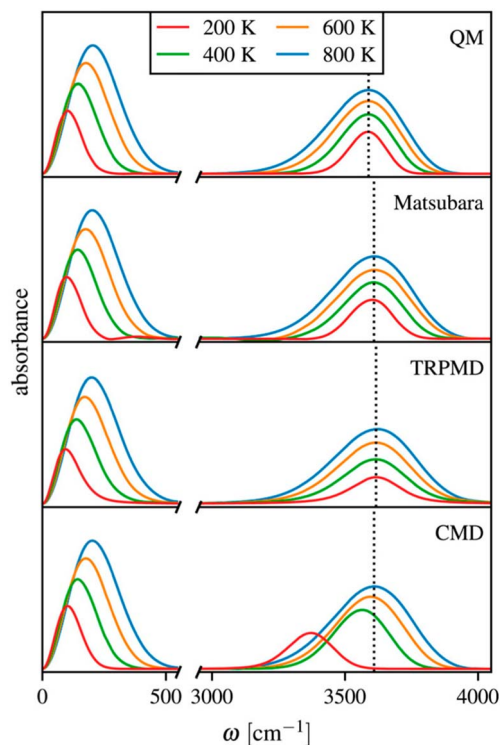 200 K
600 K
400 K
800 K
QM
Matsubara
TRPMD
CMD
absorbance
0
500
3000
3500
4000
ω [cm⁻¹]